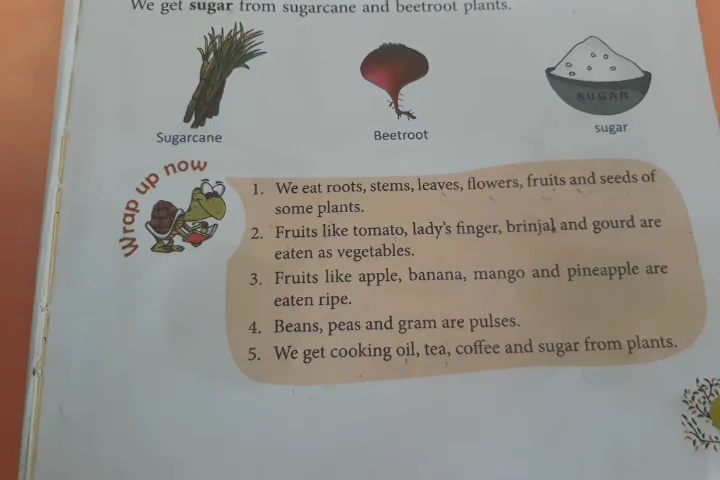 We get sugar from sugarcane and beetroot plants.
SUGAR
Sugarcane
Beetroot
sugar
Wrap up now
1. We eat roots, stems, leaves, flowers, fruits and seeds of
some plants.
2. Fruits like tomato, lady's finger, brinjal and gourd are
eaten as vegetables.
3. Fruits like apple, banana, mango and pineapple are
eaten ripe.
4. Beans, peas and gram are pulses.
5. We get cooking oil, tea, coffee and sugar from plants.